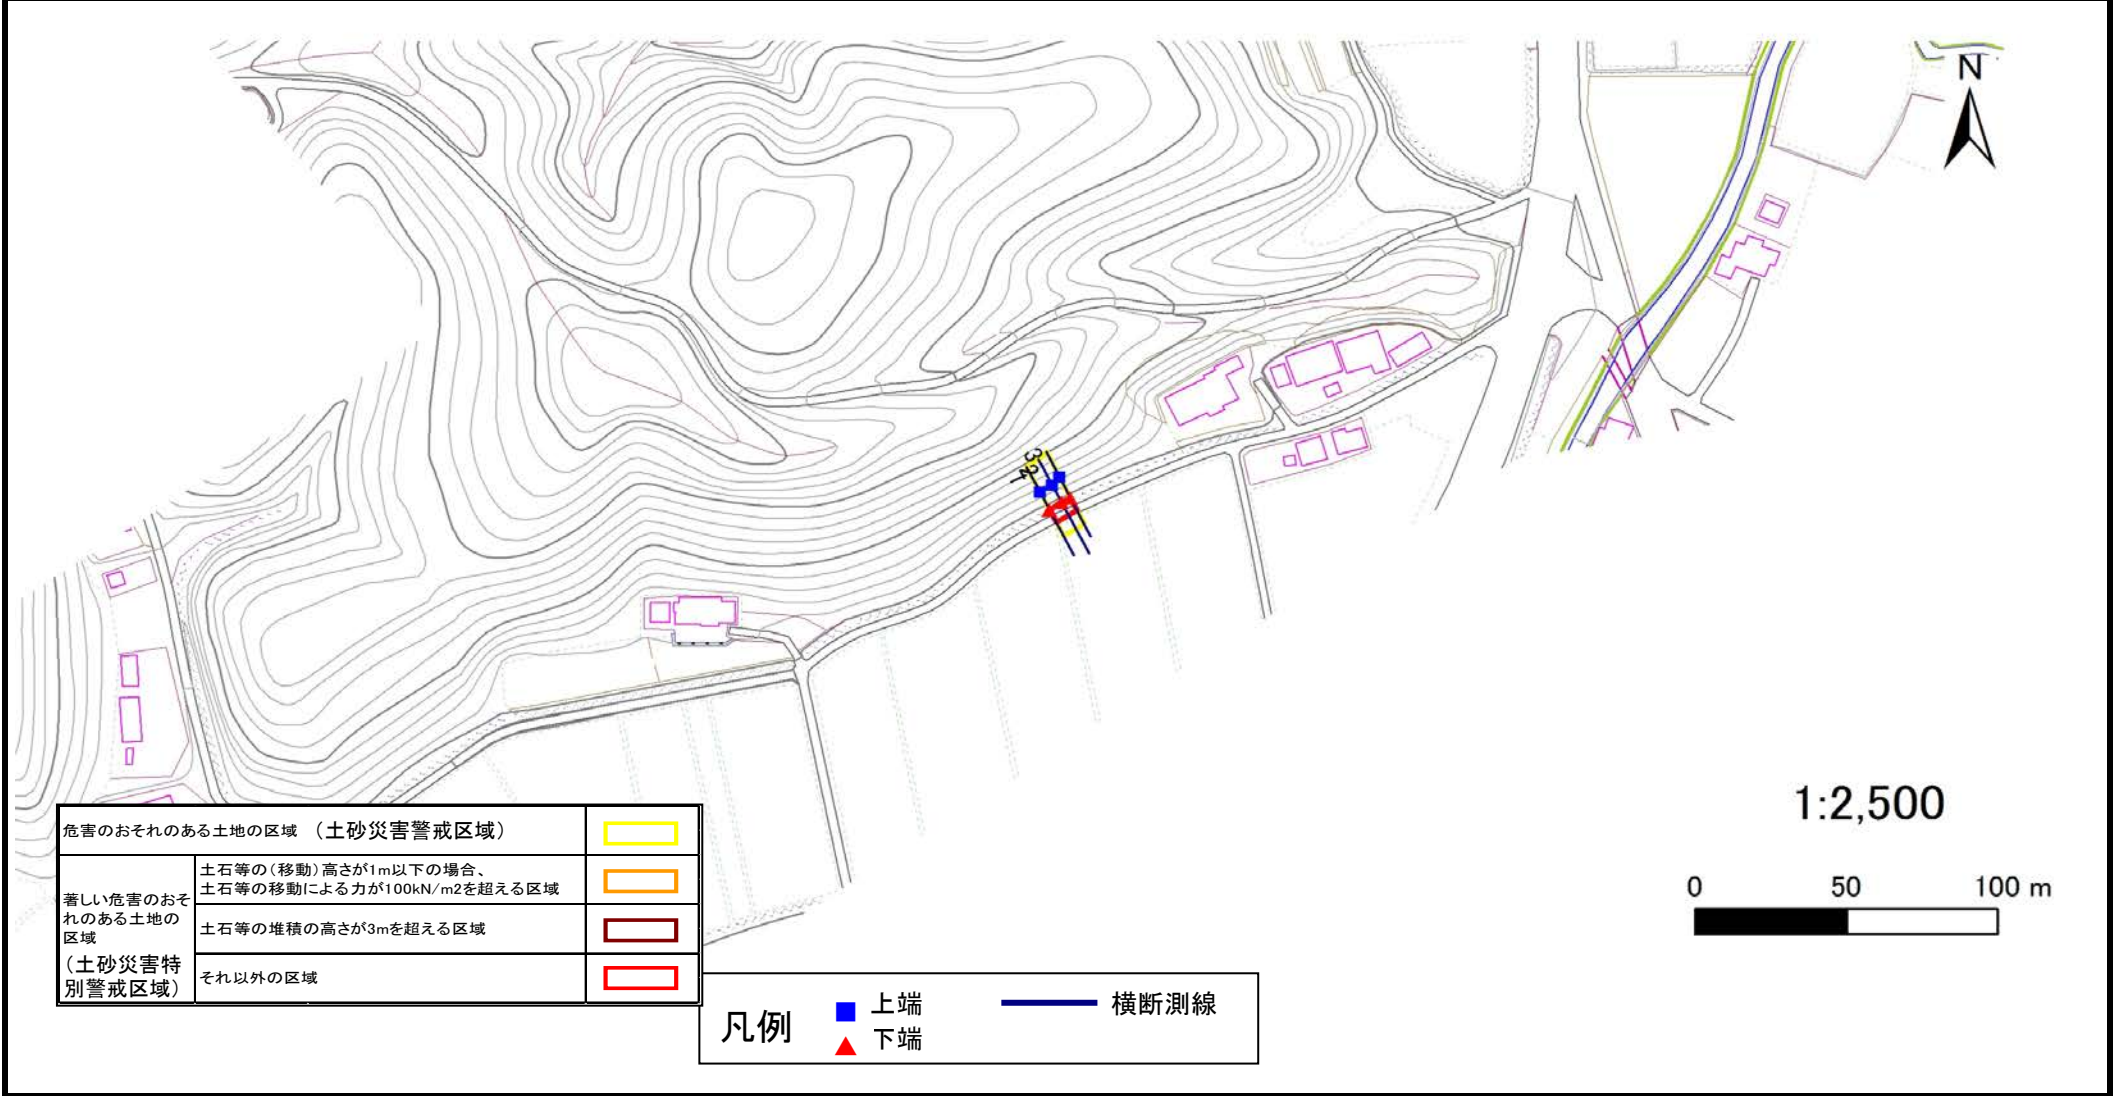 N
3
2
1
1:2,500
0 50 100 m
危害のおそれのある土地の区域 （土砂災害警戒区域）
著しい危害のおそ
れのある土地の
区域
（土砂災害特
別警戒区域）
土石等の（移動）高さが1m以下の場合、
土石等の移動による力が100kN/m2を超える区域
土石等の堆積の高さが3mを超える区域
それ以外の区域
凡例
上端
下端
横断測線